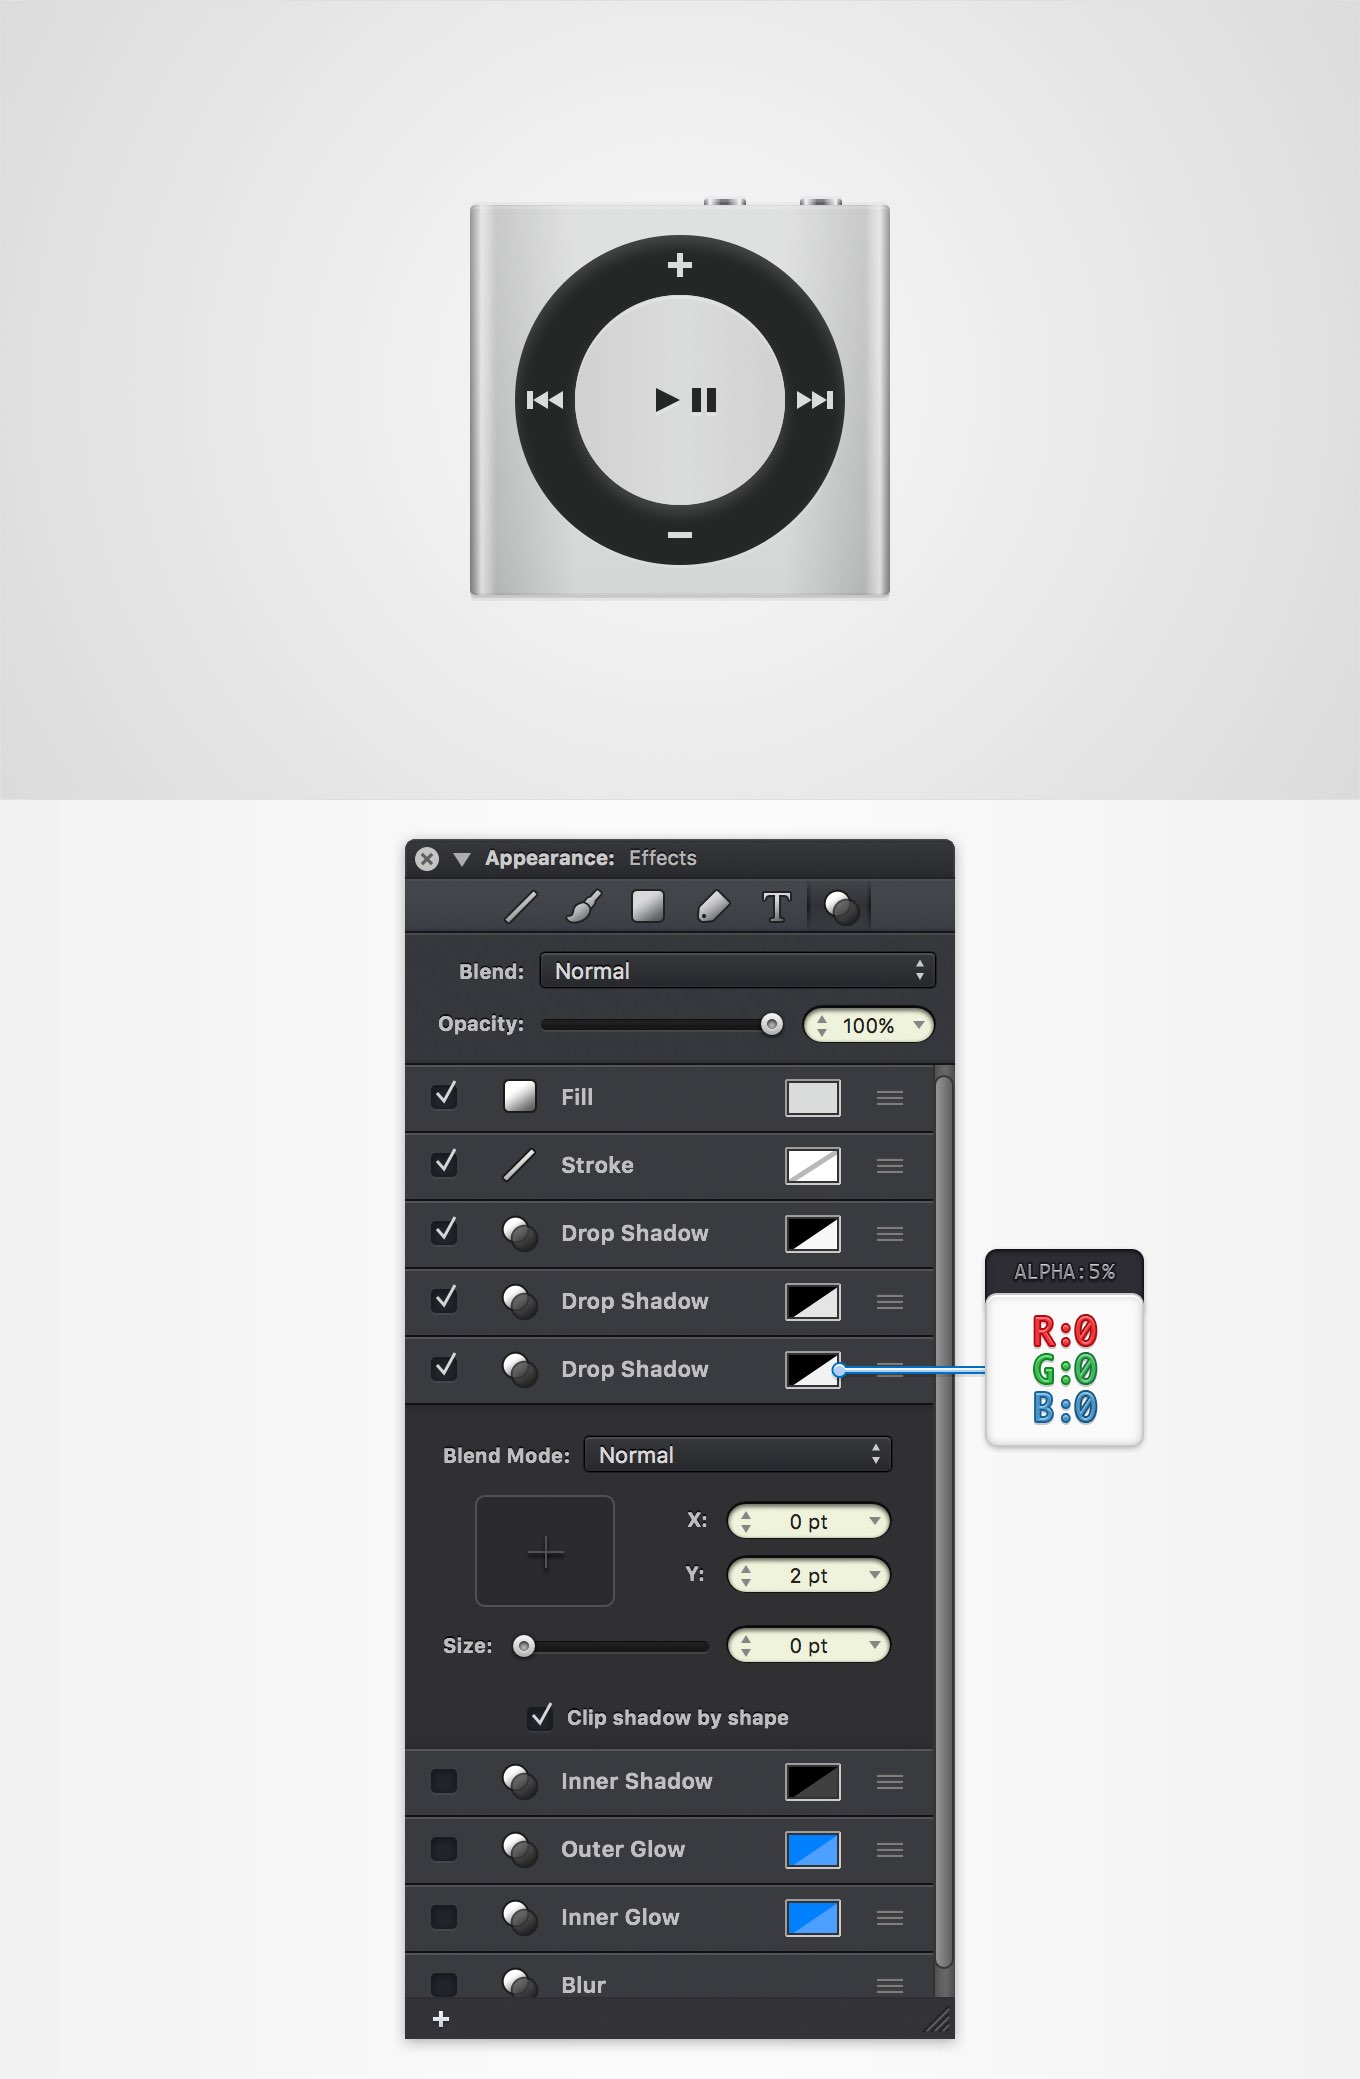 Appearance: Effects
T
Blend: Normal
Opacity: 100%
Fill
Stroke
Drop Shadow
Drop Shadow
Drop Shadow
ALPHA:5%
R:0
G:0
B:0
Blend Mode: Normal
X: 0 pt
Y: 2 pt
Size: 0 pt
Clip shadow by shape
Inner Shadow
Outer Glow
Inner Glow
Blur